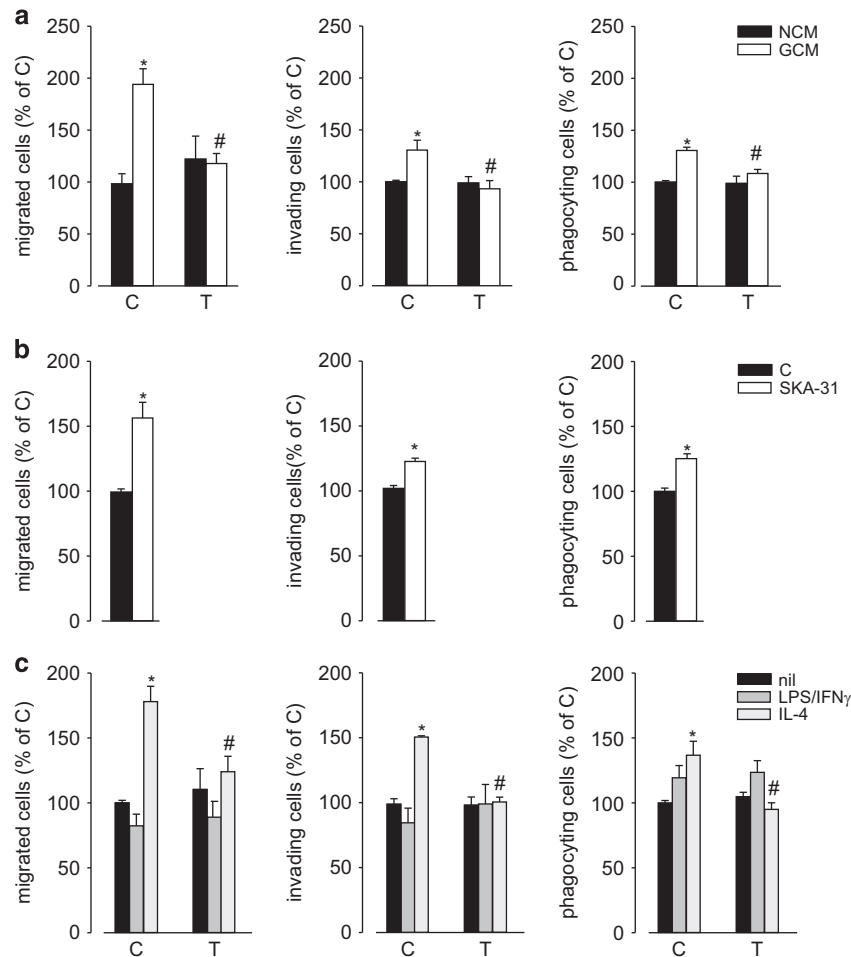 a
250
200
150
100
50
0
migrated cells (% of C)
*
#
C T
250
200
150
100
50
0
invading cells (% of C)
*
#
C T
250
200
150
100
50
0
phagocyting cells (% of C)
*
#
C T
NCM
GCM
b
200
150
100
50
0
migrated cells (% of C)
*
200
150
100
50
0
invading cells(% of C)
*
200
150
100
50
0
phagocyting cells (% of C)
*
C
SKA-31
c
200
150
100
50
0
migrated cells (% of C)
*
#
C T
200
150
100
50
0
invading cells (% of C)
*
#
C T
200
150
100
50
0
phagocyting cells (% of C)
*
#
C T
nil
LPS/IFNγ
IL-4